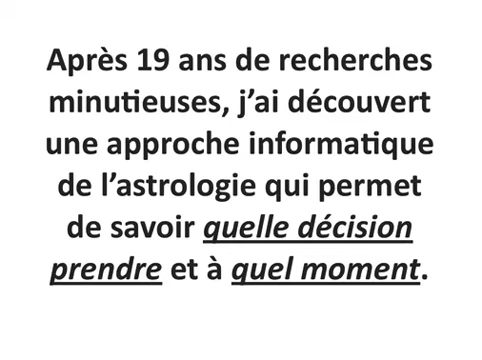 Après 19 ans de recherches
minutieuses, j’ai découvert
une approche informatique
de l’astrologie qui permet
de savoir quelle décision
prendre et à quel moment.